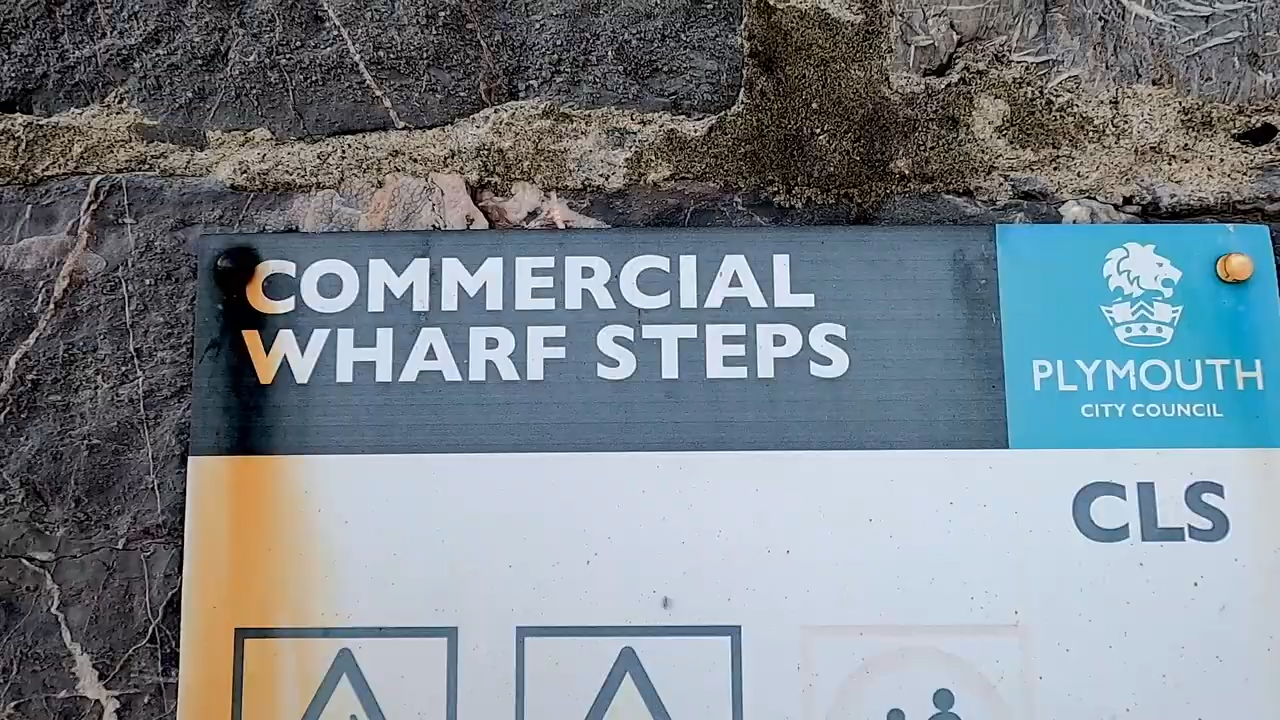 COMMERCIAL
WHARF STEPS
PLYMOUTH
CITY COUNCIL
CLS